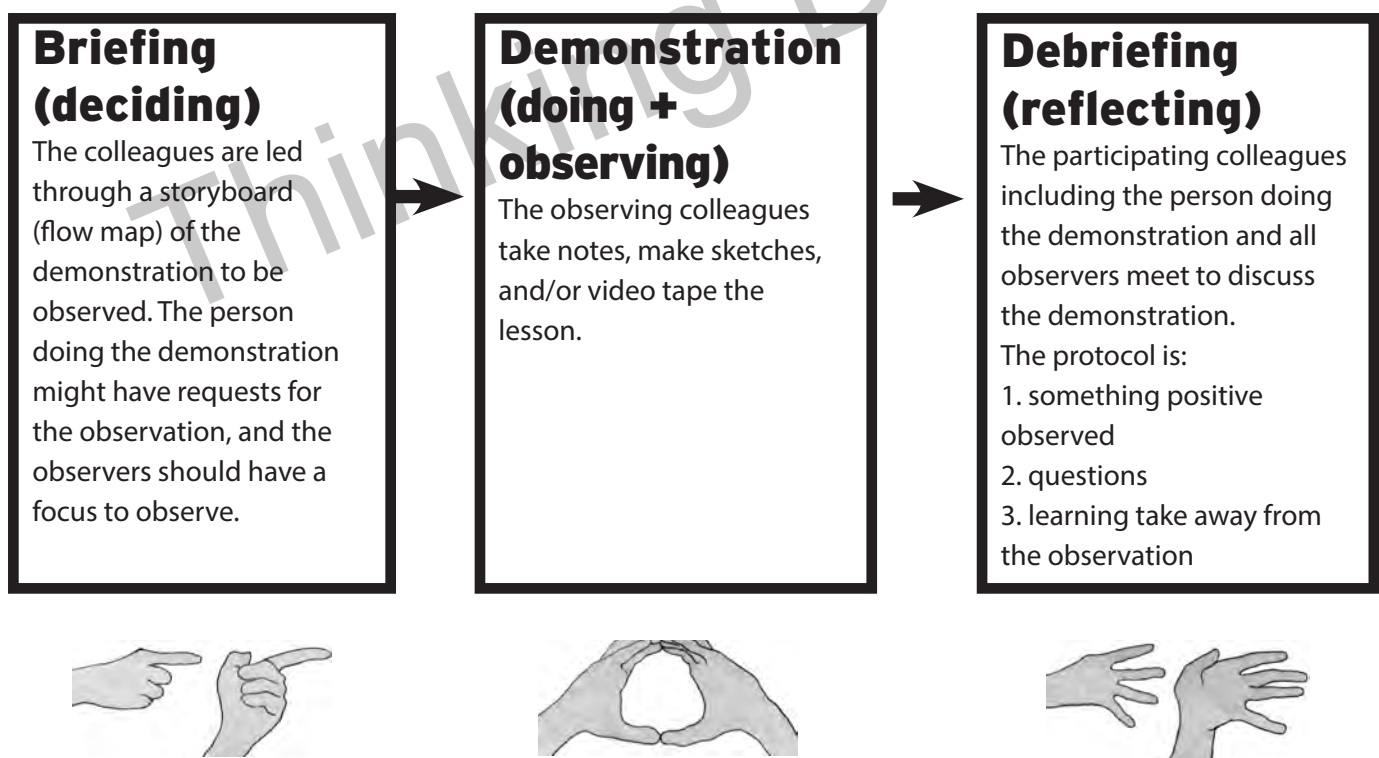 Briefing
(deciding)
The colleagues are led
through a storyboard
(flow map) of the
demonstration to be
observed. The person
doing the demonstration
might have requests for
the observation, and the
observers should have a
focus to observe.
Demonstration
(doing +
observing)
The observing colleagues
take notes, make sketches,
and/or video tape the
lesson.
Debriefing
(reflecting)
The participating colleagues
including the person doing
the demonstration and all
observers meet to discuss
the demonstration.
The protocol is:
1. something positive
observed
2. questions
3. learning take away from
the observation
Thinking